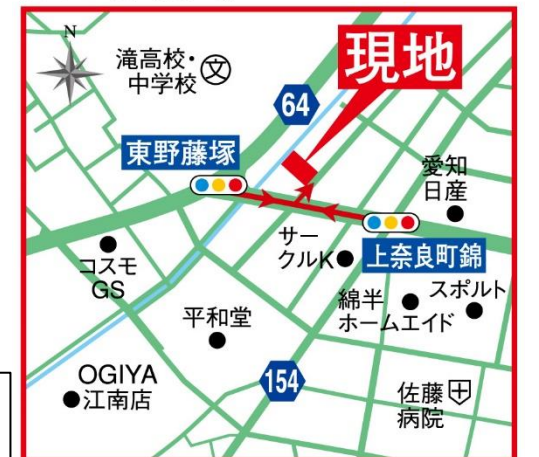 N
滝高校・
中学校
文
現地
64
東野藤塚
愛知
日産
サー
クルK
上奈良町錦
コスモ
GS
綿半
ホームエイド
スポルト
平和堂
OGIYA
江南店
154
佐藤
病院